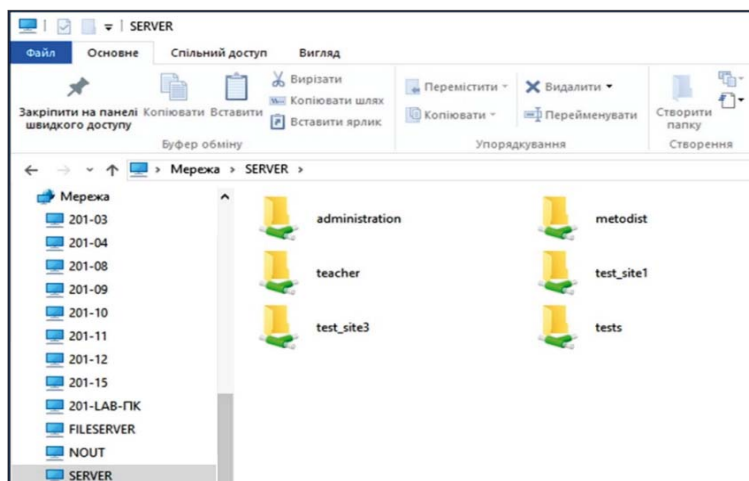 SERVER
Файл Основне Спільний доступ Вигляд
Закріпити на панелі швидкого доступу
Копіювати
Вставити
Вирізати
Копіювати шлях
Вставити ярлик
Буфер обміну
Перемістити
Копіювати
Видалити
Перейменувати
Упорядкування
Створити папку
Створення
Мережа > SERVER >
Мережа
201-03
201-04
201-08
201-09
201-10
201-11
201-12
201-15
201-LAB-ПК
FILESERVER
NOUT
SERVER
administration metodist
teacher test_site1
test_site3 tests